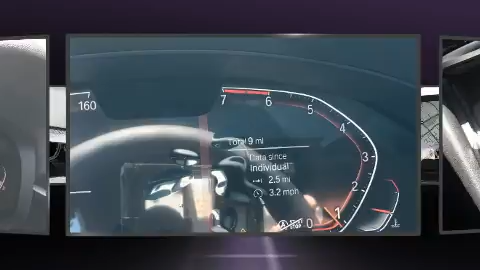 160
7 6
5
4
Total 9 mi
Data since
3
Individual
2.5 mi
2
3.2 mph
1
0